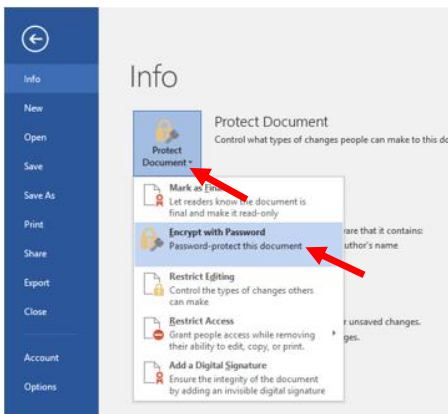 Info
Info
New
Open
Save
Save As
Print
Share
Export
Close
Account
Options
Protect Document
Control what types of changes people can make to this do
Protect
Document
Mark as
Let readers know the document is
final and make it read-only
Encrypt with Password
Password-protect this document
Restrict Editing
Control the types of changes others
can make
Restrict Access
Grant people access while removing
their ability to edit, copy, or print.
Add a Digital Signature
Ensure the integrity of the document
by adding an invisible digital signature
are that it contains:
uthor's name
r unsaved changes.
ges.